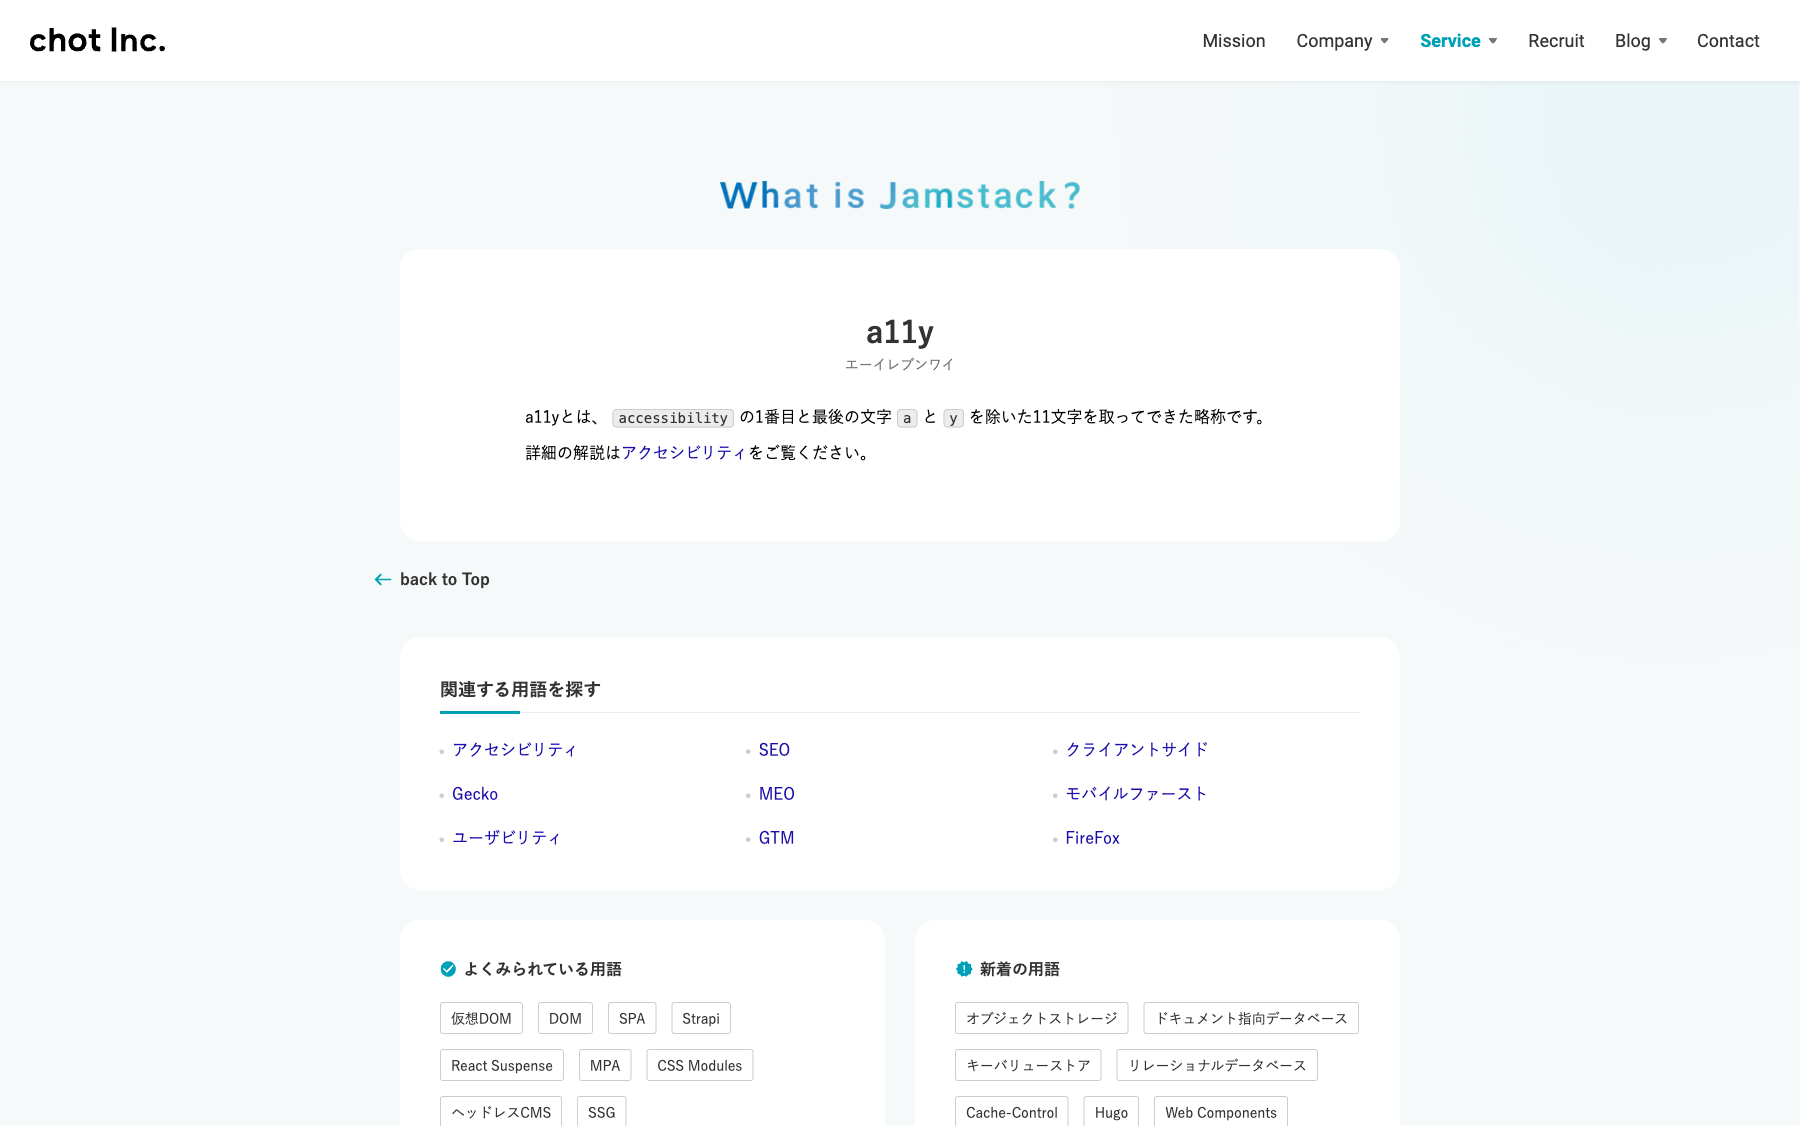 chot Inc.
Mission Company Service Recruit Blog Contact
What is Jamstack?
a11y
エーイレブンワイ
a11yとは、 accessibility の1番目と最後の文字 a と y を除いた11文字を取ってできた略称です。
詳細の解説はアクセシビリティをご覧ください。
back to Top
関連する用語を探す
アクセシビリティ SEO クライアントサイド
Gecko MEO モバイルファースト
ユーザビリティ GTM FireFox
よくみられている用語
仮想DOM DOM SPA Strapi
React Suspense MPA CSS Modules
ヘッドレスCMS SSG
新着の用語
オブジェクトストレージ ドキュメント指向データベース
キーバリューストア リレーショナルデータベース
Cache-Control Hugo Web Components